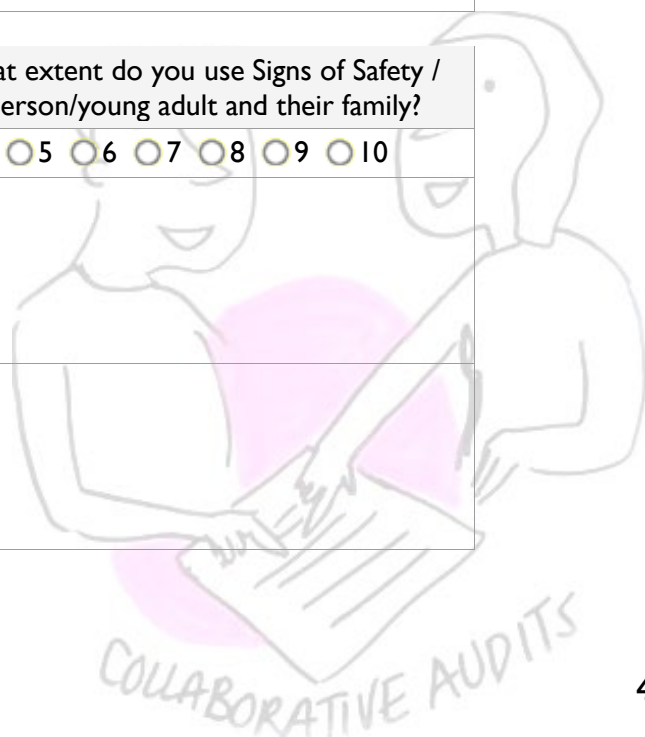 at extent do you use Signs of Safety /
erson/young adult and their family?
5 6 7 8 9 10
COLLABORATIVE AUDITS
4